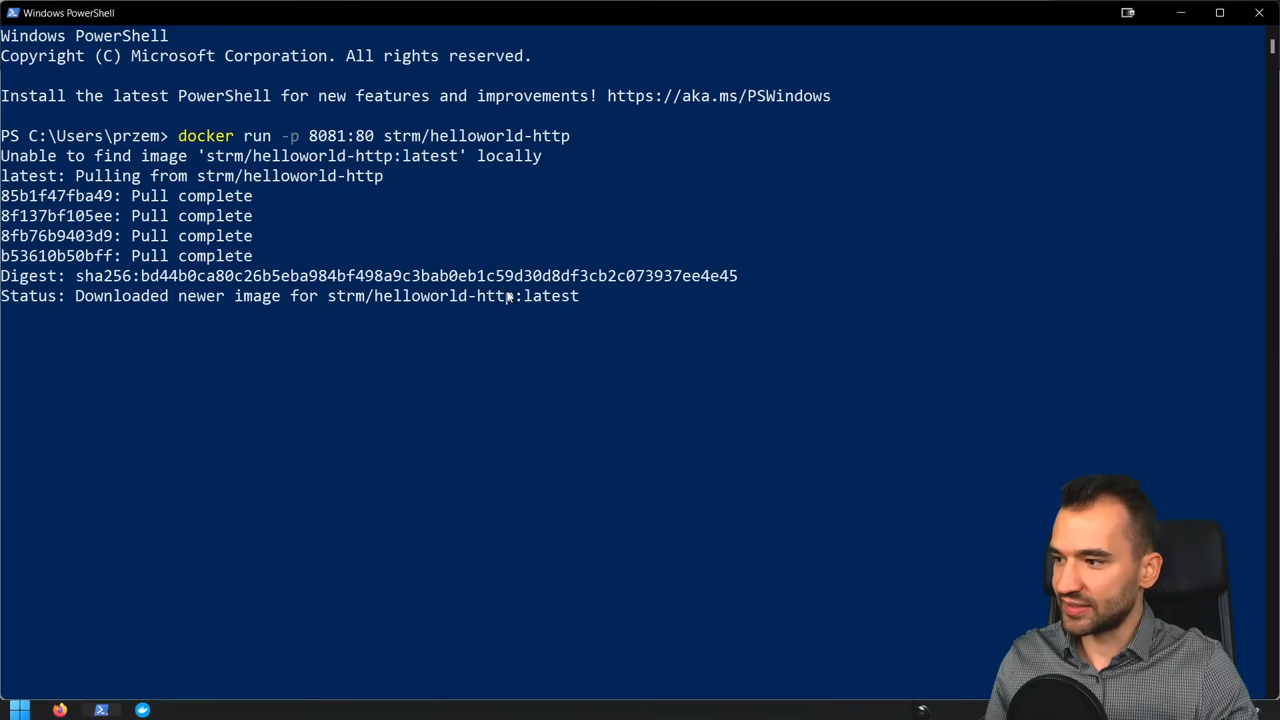 Windows PowerShell
Windows PowerShell
Copyright (C) Microsoft Corporation. All rights reserved.
Install the latest PowerShell for new features and improvements! https://aka.ms/PSWindows
PS C:\Users\przem> docker run -p 8081:80 strm/helloworld-http
Unable to find image 'strm/helloworld-http:latest' locally
latest: Pulling from strm/helloworld-http
85b1f47fba49: Pull complete
8f137bf105ee: Pull complete
8fb76b9403d9: Pull complete
b53610b50bff: Pull complete
Digest: sha256:bd44b0ca80c26b5eba984bf498a9c3bab0eb1c59d30d8df3cb2c073937ee4e45
Status: Downloaded newer image for strm/helloworld-http:latest